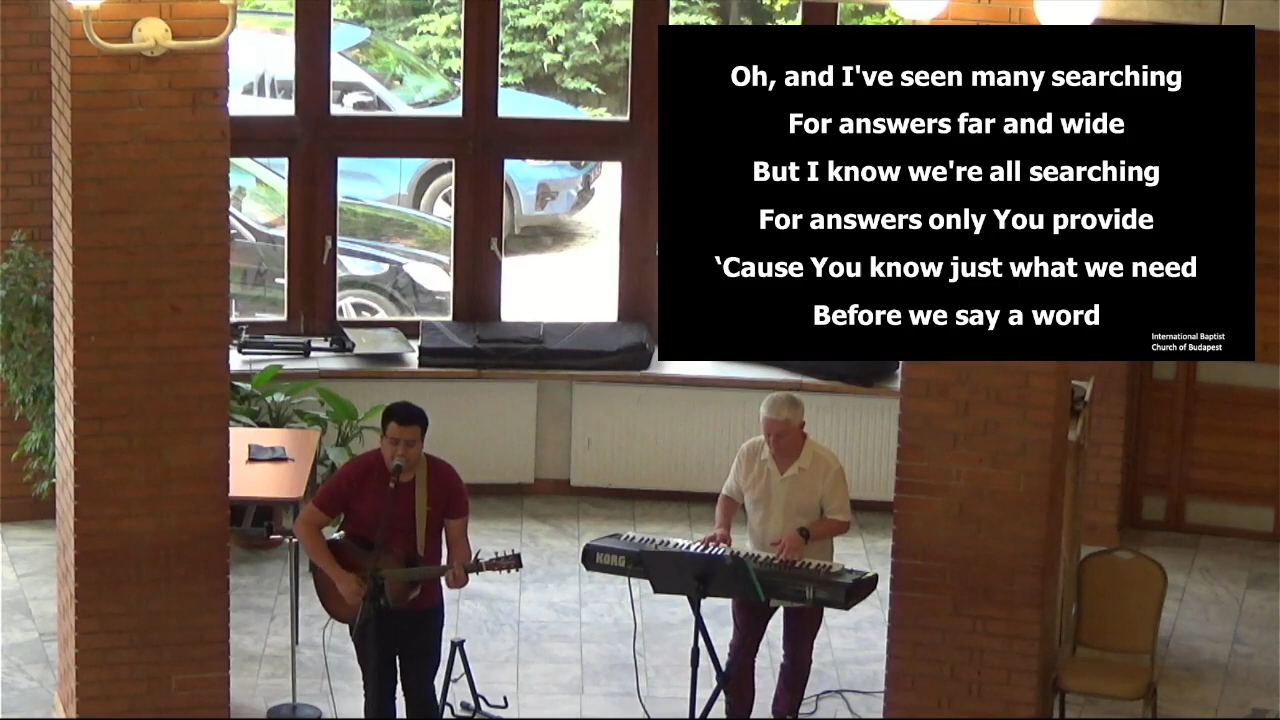 Oh, and I've seen many searching
For answers far and wide
But I know we're all searching
For answers only You provide
‘Cause You know just what we need
Before we say a word
International Baptist
Church of Budapest
KORG